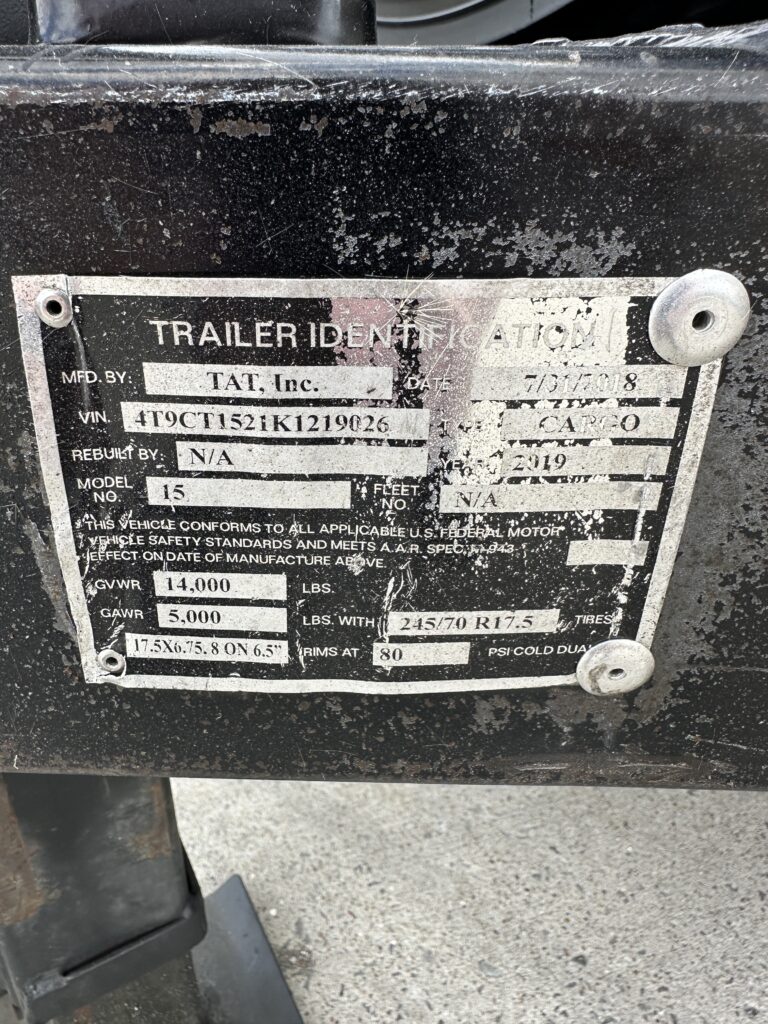 TRAILER IDENTIFICATION
MFD. BY: TAT, Inc. DATE 7/31/2018
VIN. 4T9CT1521K1219026 CARGO
REBUILT BY: N/A 2019
MODEL NO. 15 FLEET NO. N/A
THIS VEHICLE CONFORMS TO ALL APPLICABLE U.S. FEDERAL MOTOR
VEHICLE SAFETY STANDARDS AND MEETS A.A.R. SPEC.
EFFECT ON DATE OF MANUFACTURE ABOVE
GVWR 14,000 LBS.
GAWR 5,000 LBS. WITH 245/70 R17.5 TIRES
17.5X6.75, 8 ON 6.5" RIMS AT 80 PSI COLD DUAL